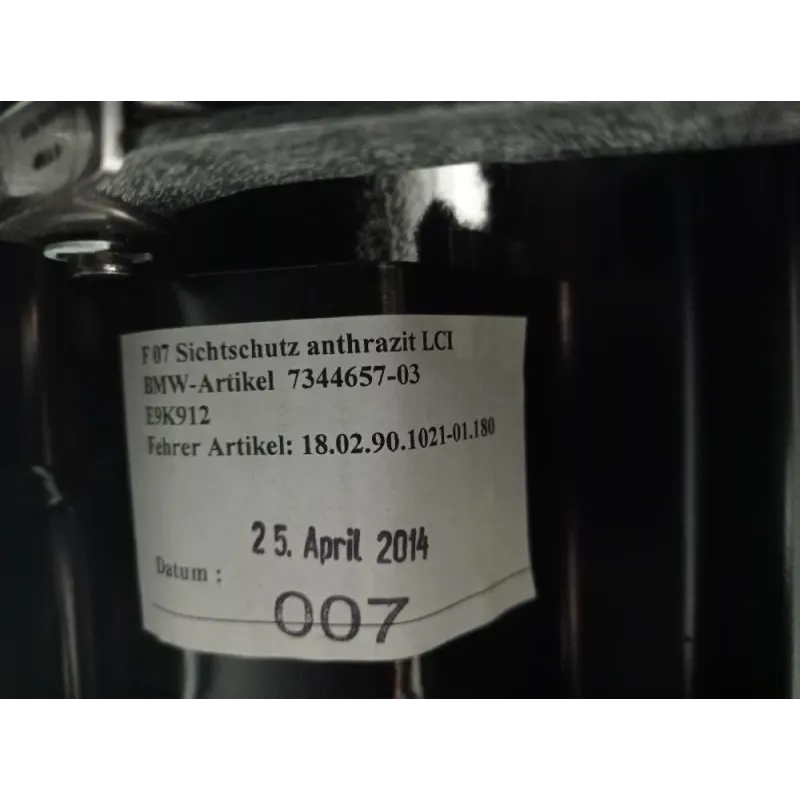 F 07 Sichtschutz anthrazit LCI
BMW-Artikel 7344657-03
E9K912
Fehrer Artikel: 18.02.90.1021-01.180
25. April 2014
Datum :
007